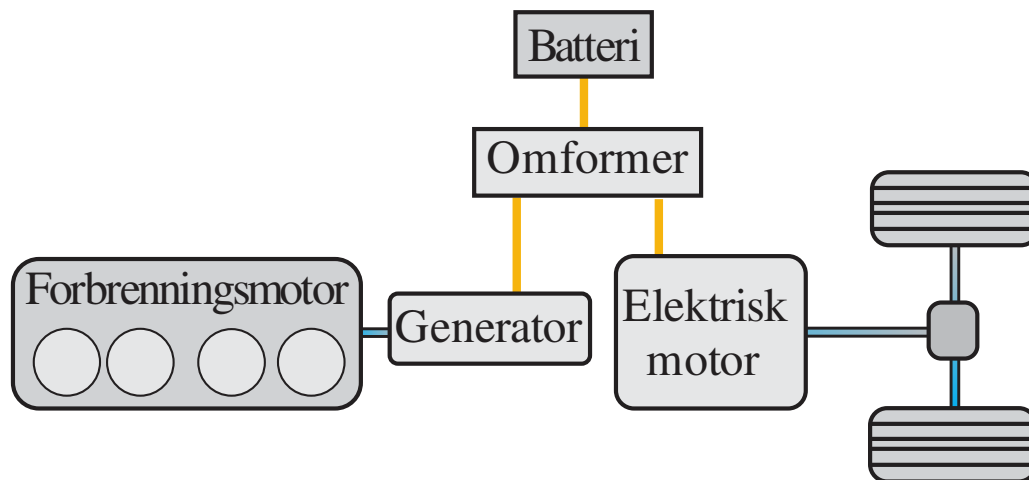 Batteri
Omformer
Forbrenningsmotor
Generator
Elektrisk
motor